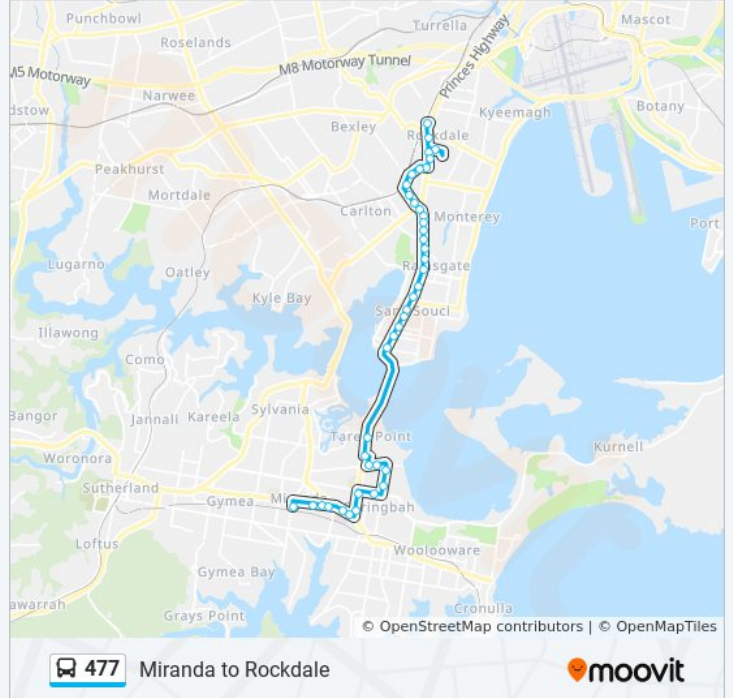 Punchbowl
Mascot
Turrella
Roselands
M8 Motorway Tunnel
Princes Highway
M5 Motorway
Narwee
Kyeemagh
Botany
dstow
Bexley
Rockdale
Peakhurst
Mortdale
Carlton
Monterey
Port
Lugarno
Oatley
Ramsgate
Kyle Bay
Sans Souci
Illawong
Como
Bangor
Jannali
Kareela
Sylvania
Taren Point
Kurnell
Woronora
Sutherland
Gymea
Mi
ringbah
Loftus
Woolooware
Gymea Bay
awarrah
Cronulla
Grays Point
© OpenStreetMap contributors | © OpenMapTiles
477 Miranda to Rockdale
moovit